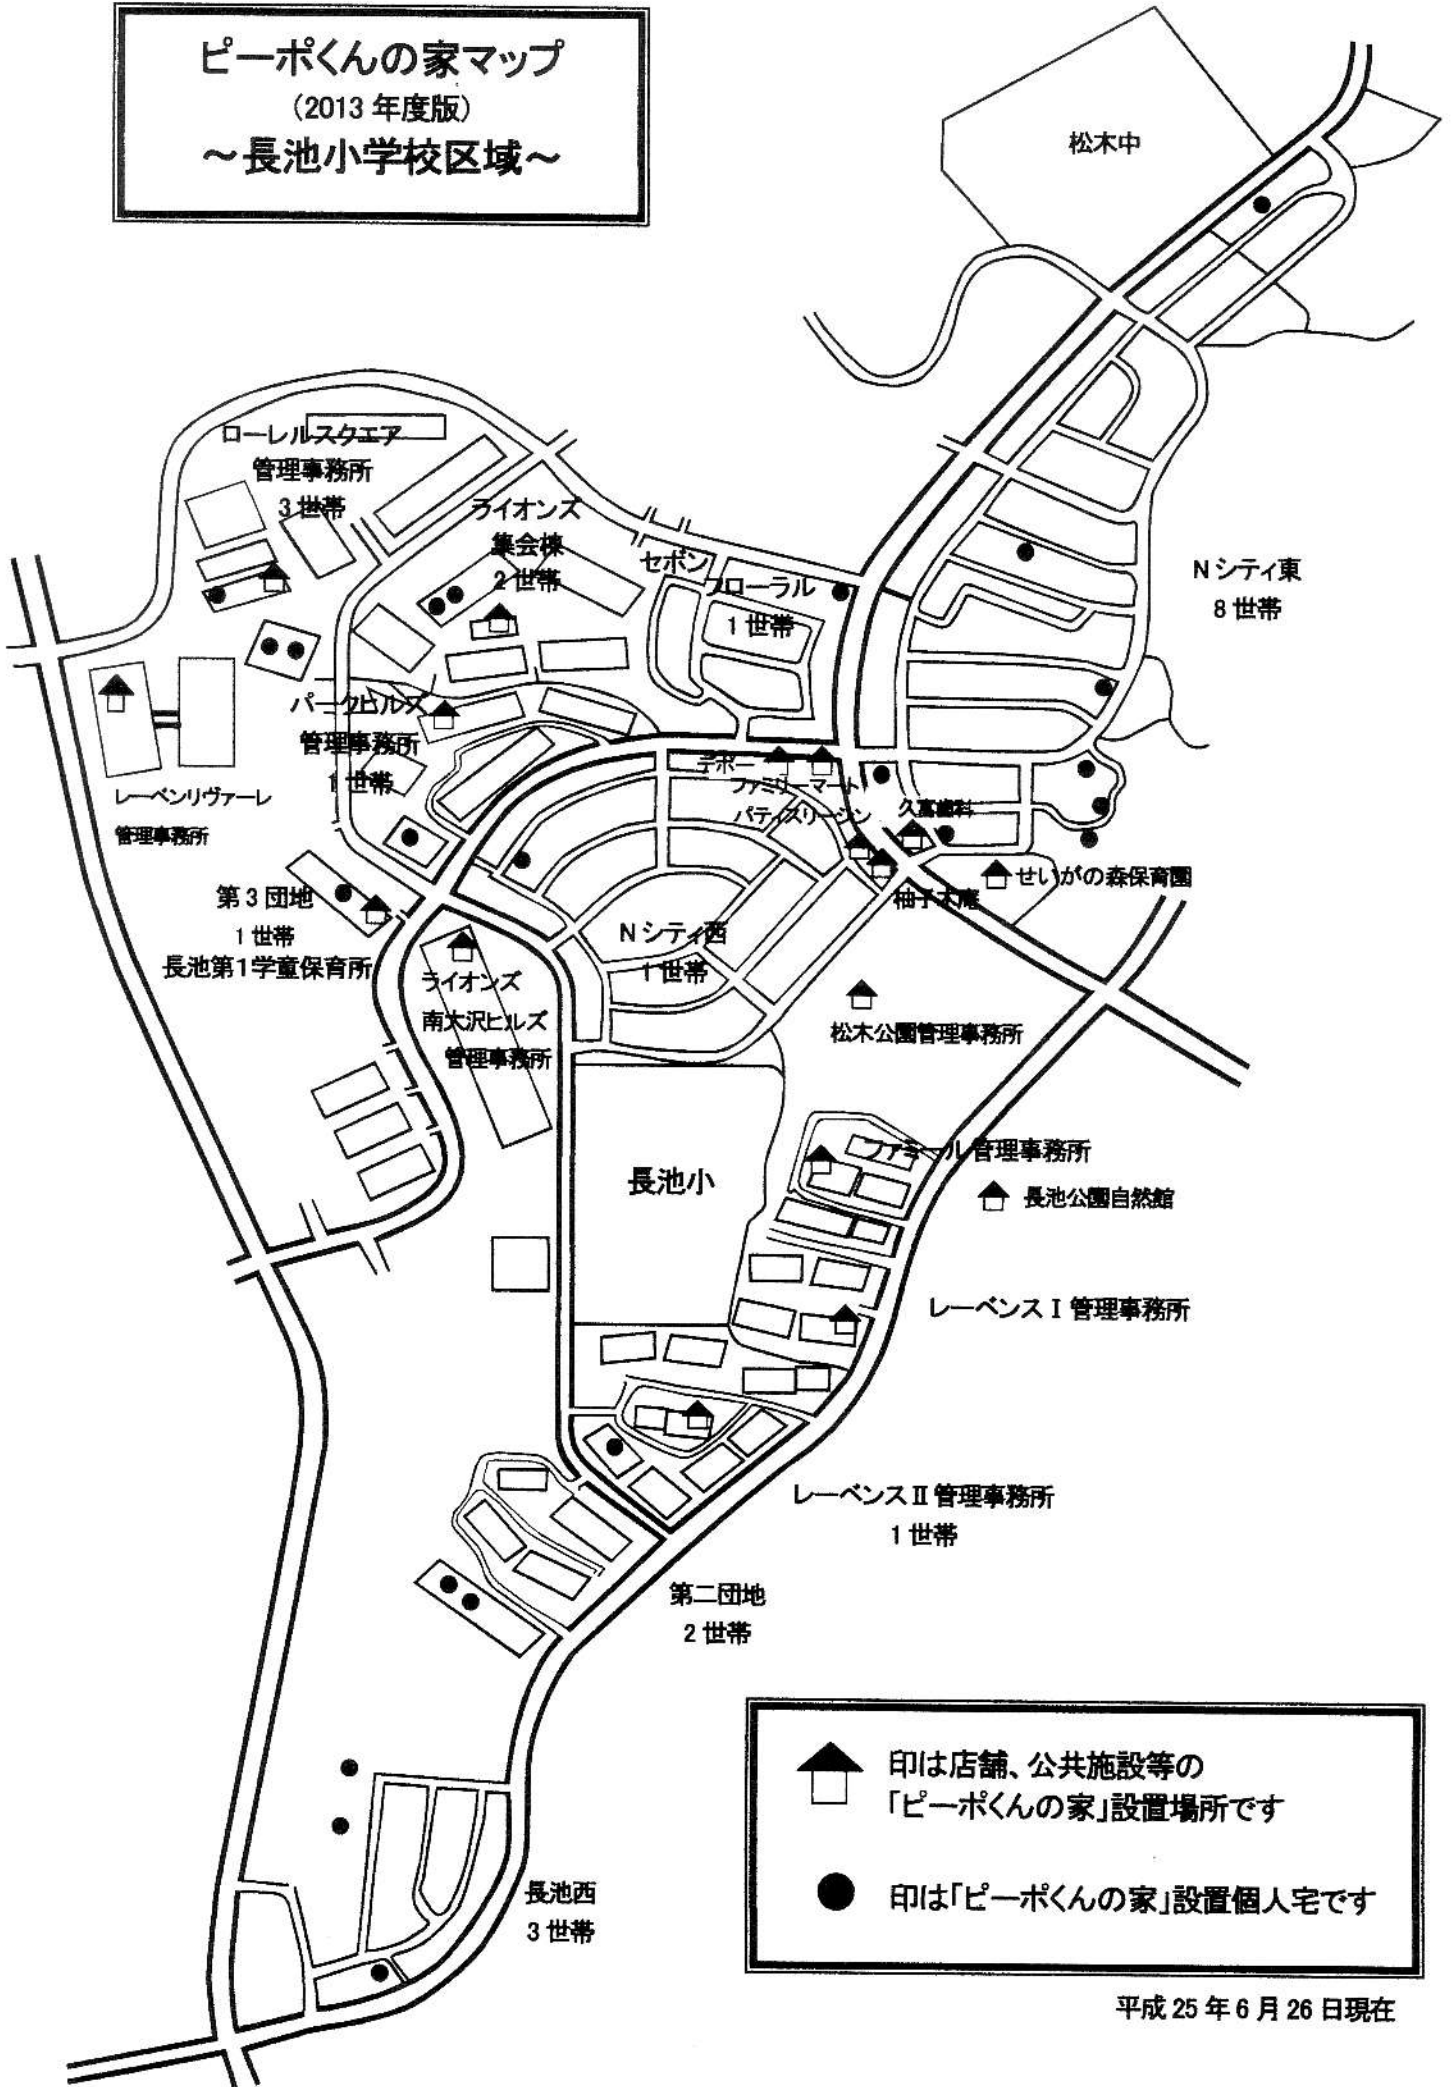 ピーポくんの家マップ
(2013年度版)
～長池小学校区域～
松木中
ローレルスクエア
管理事務所
3世帯
ライオンズ
集会棟
2世帯
セボン
フローラル
1世帯
Nシティ東
8世帯
パークヒルズ
管理事務所
1世帯
レーベンリヴァーレ
管理事務所
デポー
ファミリーマート
パティスリージン
久富歯科
せいがの森保育園
柚子木庵
第3団地
1世帯
長池第1学童保育所
Nシティ西
1世帯
ライオンズ
南大沢ヒルズ
管理事務所
松木公園管理事務所
長池小
ファミール管理事務所
長池公園自然館
レーベンスⅠ管理事務所
レーベンスⅡ管理事務所
1世帯
第二団地
2世帯
長池西
3世帯
印は店舗、公共施設等の
「ピーポくんの家」設置場所です
印は「ピーポくんの家」設置個人宅です
平成25年6月26日現在